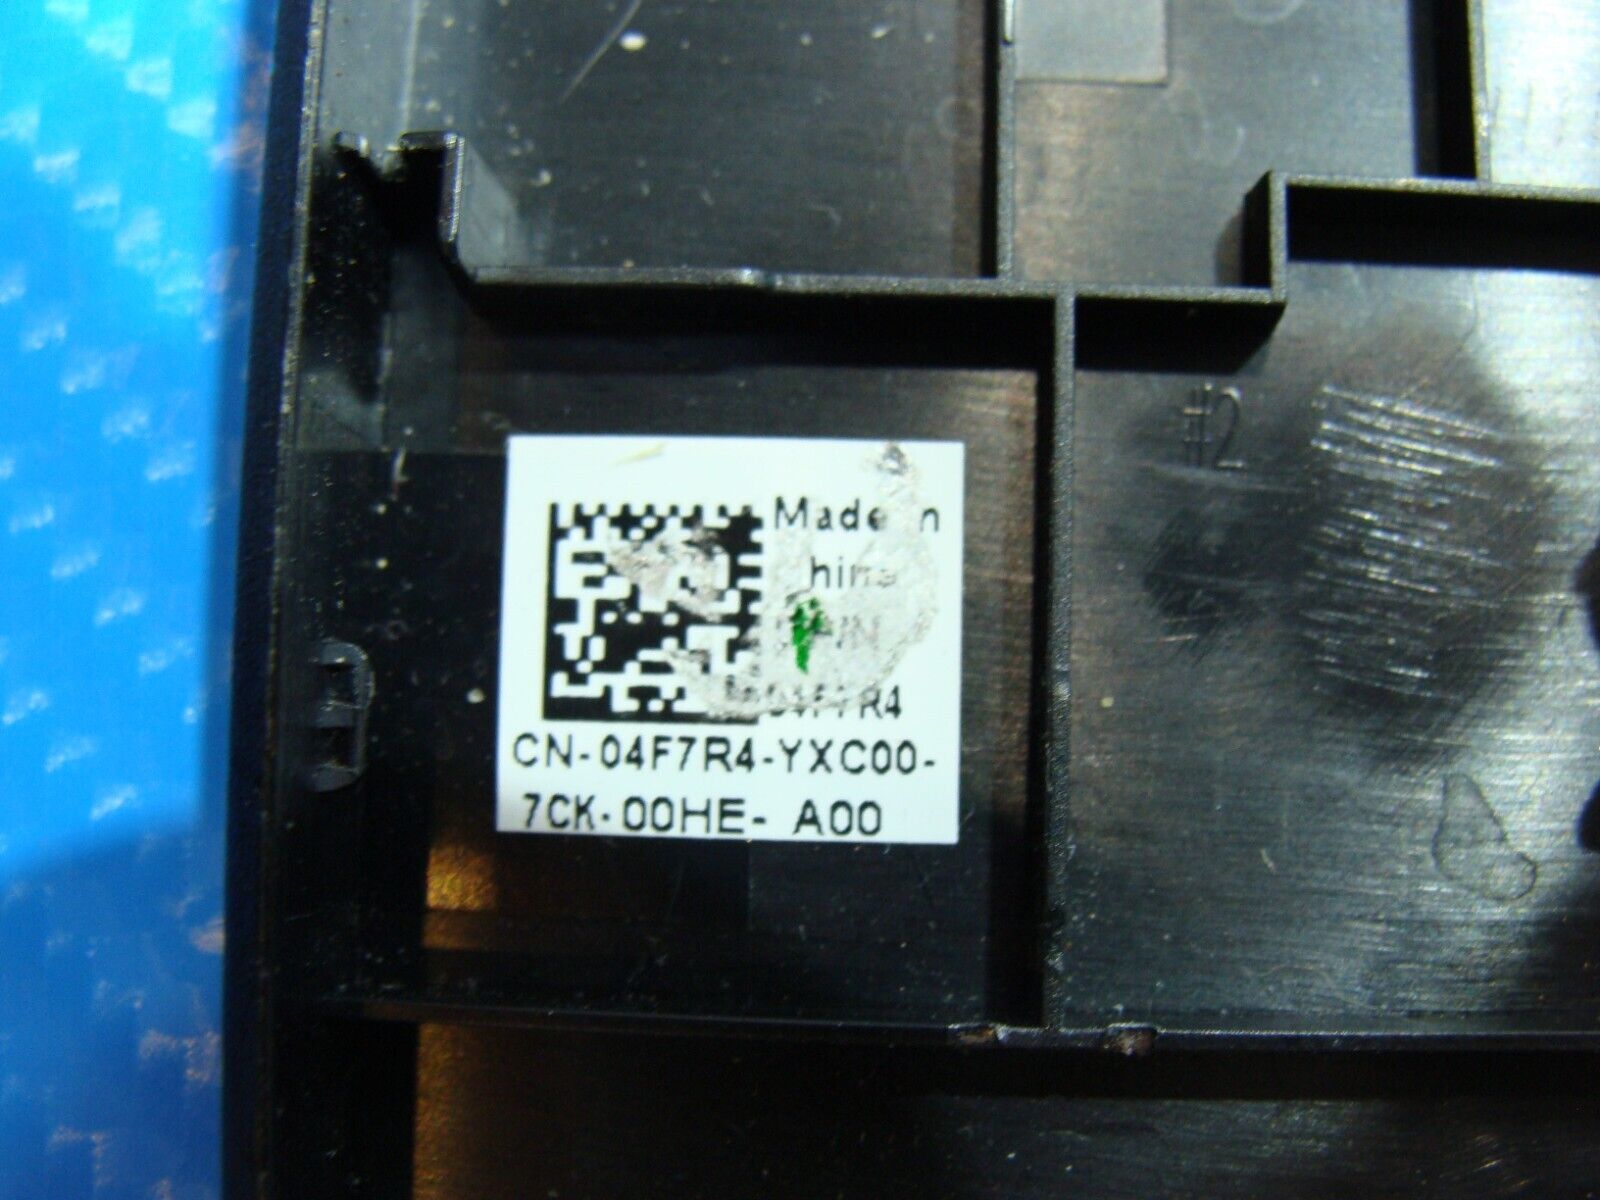 Made in
hina
04F7R4
CN-04F7R4-YXC00-
7CK-00HE- A00
#2